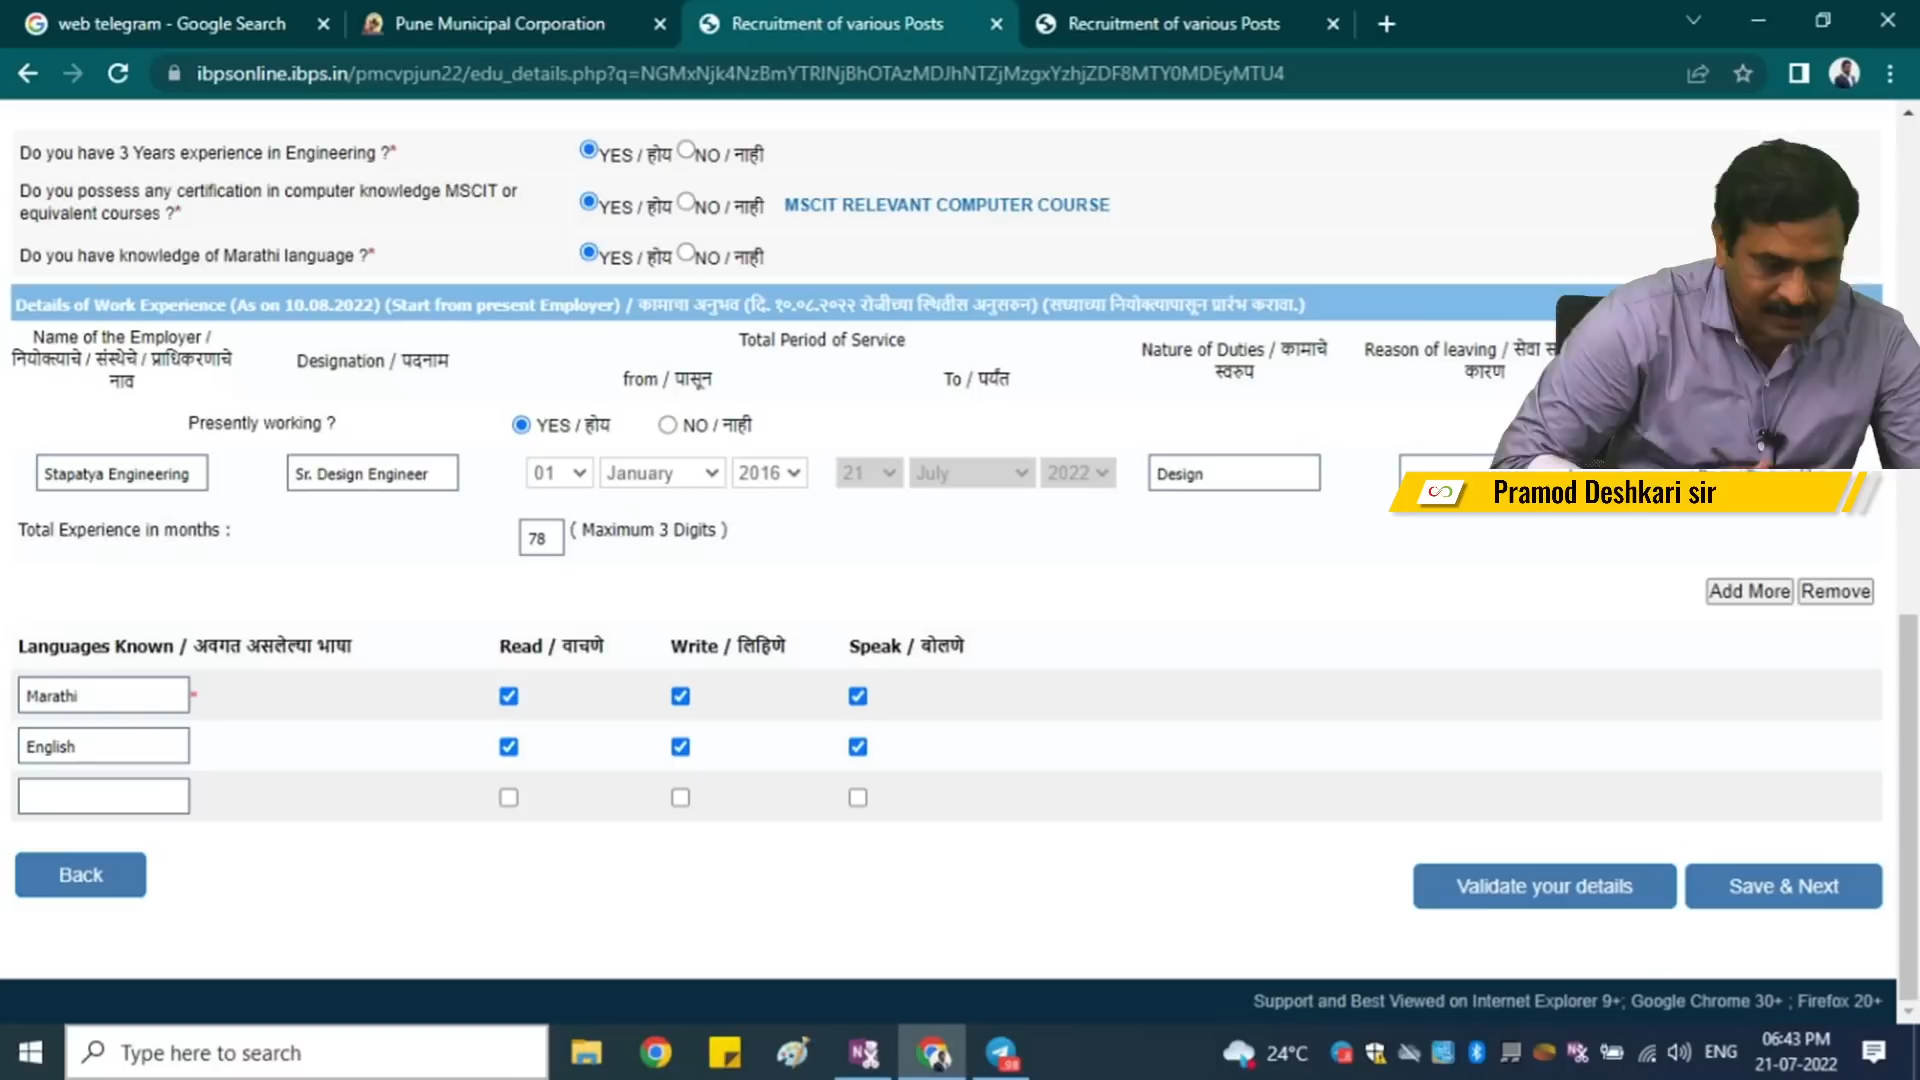 web telegram - Google Search
Pune Municipal Corporation
Recruitment of various Posts
Recruitment of various Posts
ibpsonline.ibps.in/pmcvpjun22/edu_details.php?q=NGMxNjk4NzBmYTRlNjBhOTAzMDJhNTZjMzgxYzhjZDF8MTY0MDEyMTU4
Do you have 3 Years experience in Engineering ?*
YES / होय NO / नाही
Do you possess any certification in computer knowledge MSCIT or
equivalent courses ?*
YES / होय NO / नाही MSCIT RELEVANT COMPUTER COURSE
Do you have knowledge of Marathi language ?*
YES / होय NO / नाही
Details of Work Experience (As on 10.08.2022) (Start from present Employer) / कामाचा अनुभव (दि. १०.०८.२०२२ रोजीच्या स्थितीस अनुसरुन) (सध्याच्या नियोक्त्यापासून प्रारंभ करावा.)
Name of the Employer /
नियोक्त्याचे / संस्थेचे / प्राधिकरणाचे
नाव
Designation / पदनाम
Total Period of Service
from / पासून
To / पर्यंत
Nature of Duties / कामाचे
स्वरुप
Reason of leaving / सेवा
कारण
Presently working ?
YES / होय NO / नाही
Stapatya Engineering
Sr. Design Engineer
01 January 2016
21 July 2022
Design
Pramod Deshkari sir
Total Experience in months :
78
( Maximum 3 Digits )
Add More Remove
Languages Known / अवगत असलेल्या भाषा Read / वाचणे Write / लिहिणे Speak / बोलणे
Marathi *
English
Back
Validate your details
Save & Next
Support and Best Viewed on Internet Explorer 9+; Google Chrome 30+ ; Firefox 20+
Type here to search
98
24°C
ENG
06:43 PM
21-07-2022